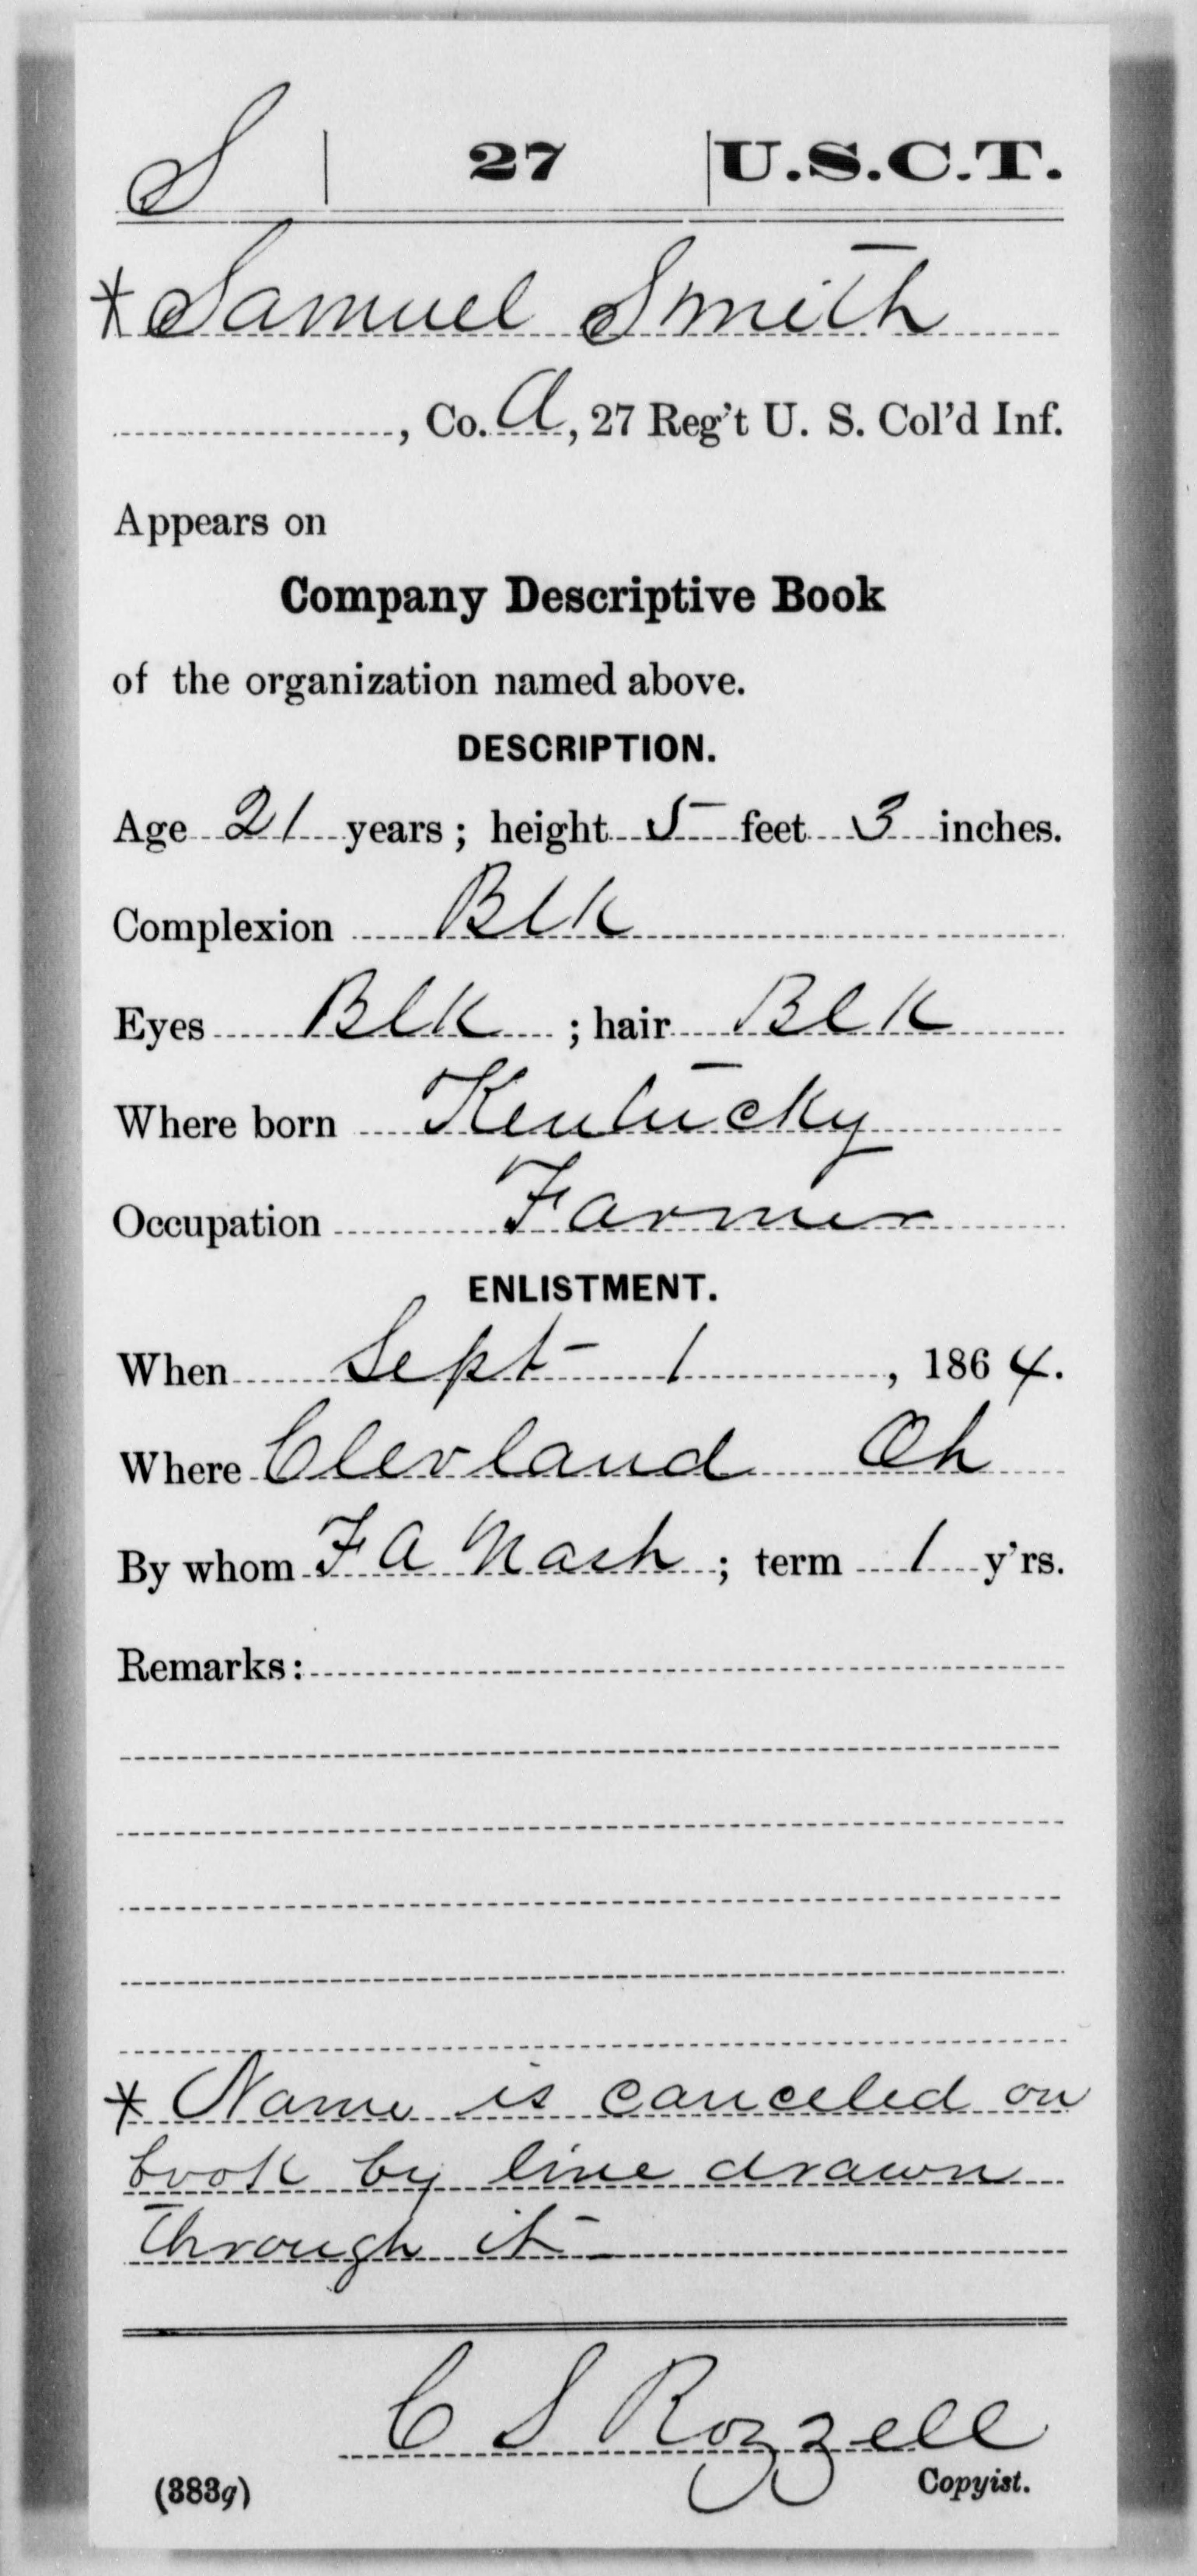 S 27 U.S.C.T.
* Samuel Smith
, Co. A, 27 Reg't U. S. Col'd Inf.
Appears on
Company Descriptive Book
of the organization named above.
DESCRIPTION.
Age 21 years; height 5 feet 3 inches.
Complexion Blk
Eyes Blk ; hair Blk
Where born Kentucky
Occupation Farmer
ENLISTMENT.
When Sept 1, 1864.
Where Clevland Oh
By whom F A Nash ; term 1 y'rs.
Remarks:
* Name is canceled on
book by line drawn
through it
C S Rozzell
Copyist.
(383g)